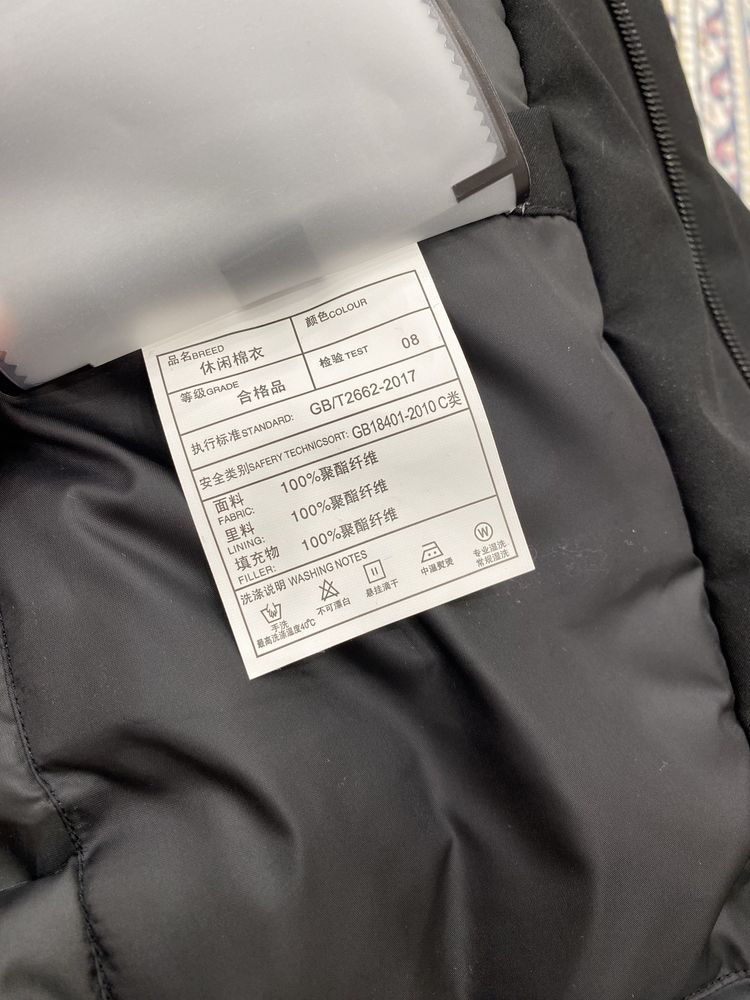 品名BREED
休闲棉衣
颜色COLOUR
等级GRADE 合格品
检验TEST 08
执行标准STANDARD: GB/T2662-2017
安全类别SAFERY TECHNICSORT: GB18401-2010 C类
面料 100%聚酯纤维
FABRIC:
里料 100%聚酯纤维
LINING:
填充物 100%聚酯纤维
FILLER:
洗涤说明 WASHING NOTES
手洗
最高洗涤温度40℃
不可漂白
悬挂滴干
中温熨烫
W
专业湿洗
常规湿洗